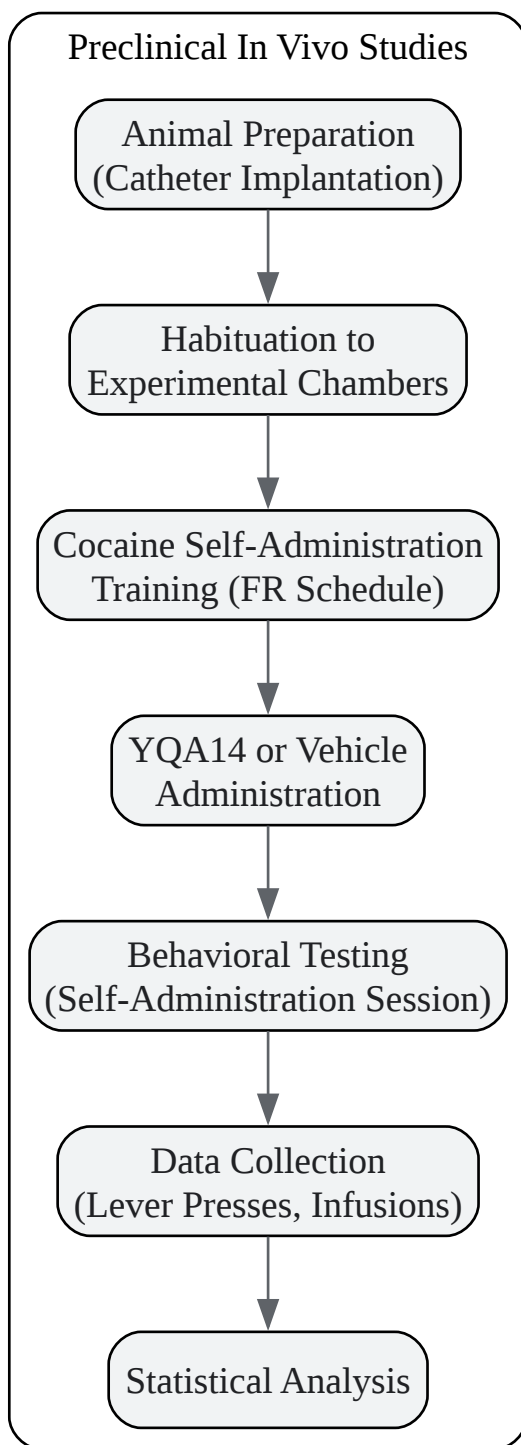 Preclinical In Vivo Studies
Animal Preparation
(Catheter Implantation)
Habituation to
Experimental Chambers
Cocaine Self-Administration
Training (FR Schedule)
YQA14 or Vehicle
Administration
Behavioral Testing
(Self-Administration Session)
Data Collection
(Lever Presses, Infusions)
Statistical Analysis